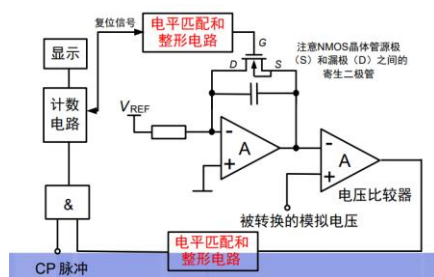 复位信号
电平匹配和
整形电路
G
D
S
注意NMOS晶体管源极
（S）和漏极（D）之间的
寄生二极管
显示
计数
电路
VREF
-
+
A
-
+
A
电压比较器
被转换的模拟电压
&
电平匹配和
整形电路
CP 脉冲